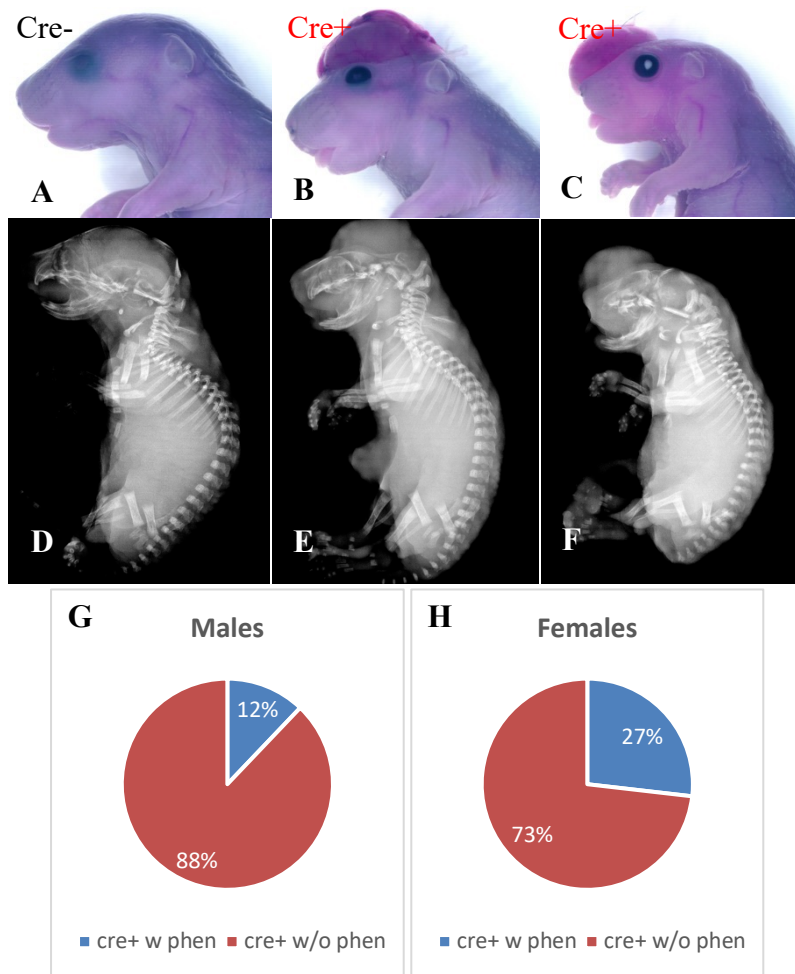 Cre-
Cre+
Cre+
A
B
C
D
E
F
G
Males
12%
88%
cre+ w phen cre+ w/o phen
H
Females
27%
73%
cre+ w phen cre+ w/o phen